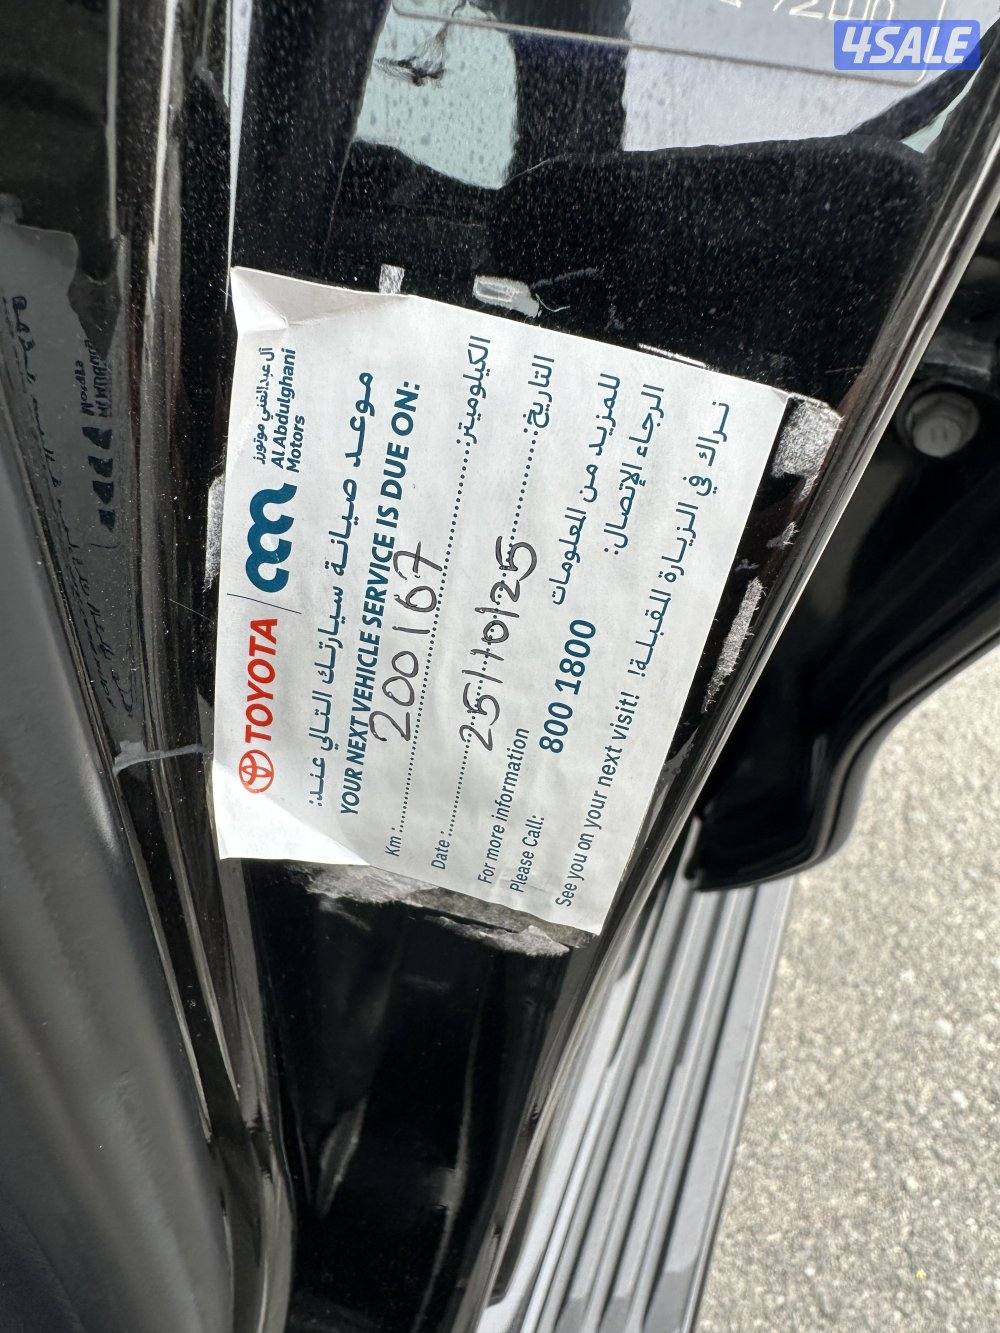 4SALE
TOYOTA
آل عبدالغني موتورز
Al Abdulghani
Motors
موعد صيانة سيارتك التالي عند:
YOUR NEXT VEHICLE SERVICE IS DUE ON:
Km : 200167 الكيلوميتر:
Date : 25/10/25 التاريخ:
For more information للمزيد من المعلومات
Please Call: 800 1800 الرجاء الإتصال:
See you on your next visit! نراك في الزيارة المقبلة!